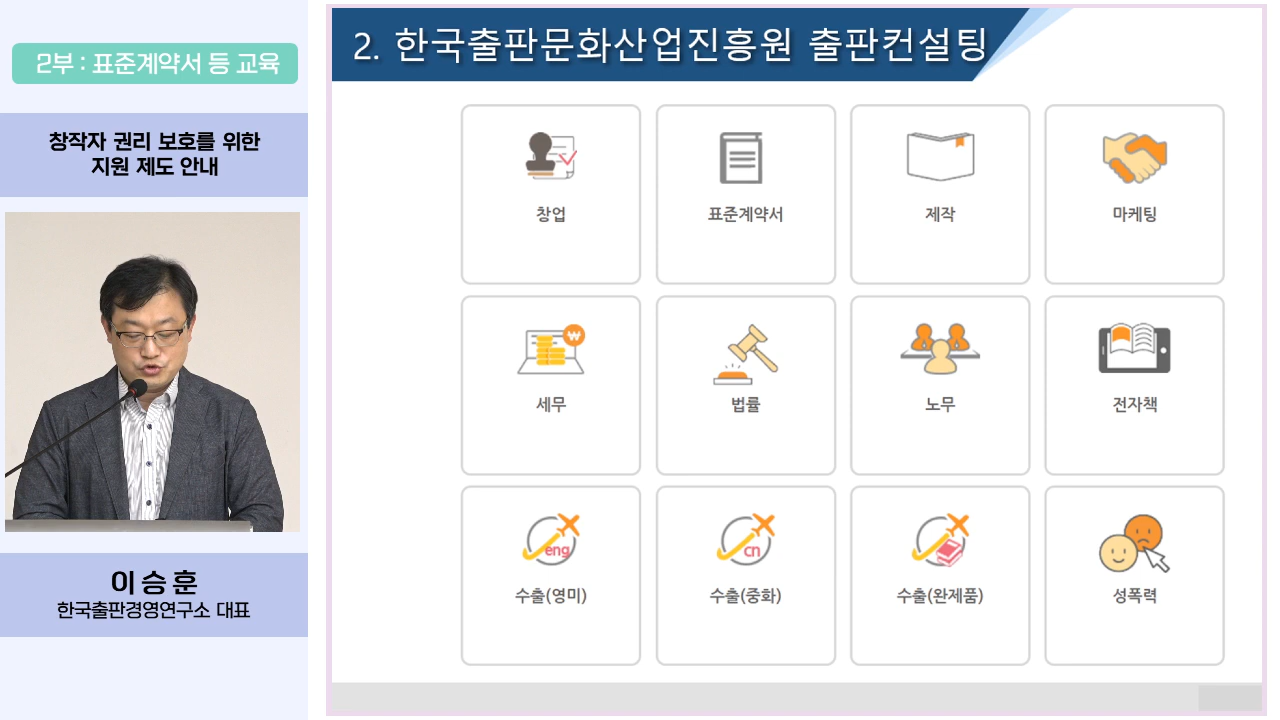 2부 : 표준계약서 등 교육
창작자 권리 보호를 위한
지원 제도 안내
이 승 훈
한국출판경영연구소 대표
2. 한국출판문화산업진흥원 출판컨설팅
창업
표준계약서
제작
마케팅
₩
세무
법률
노무
전자책
eng
수출(영미)
cn
수출(중화)
수출(완제품)
성폭력